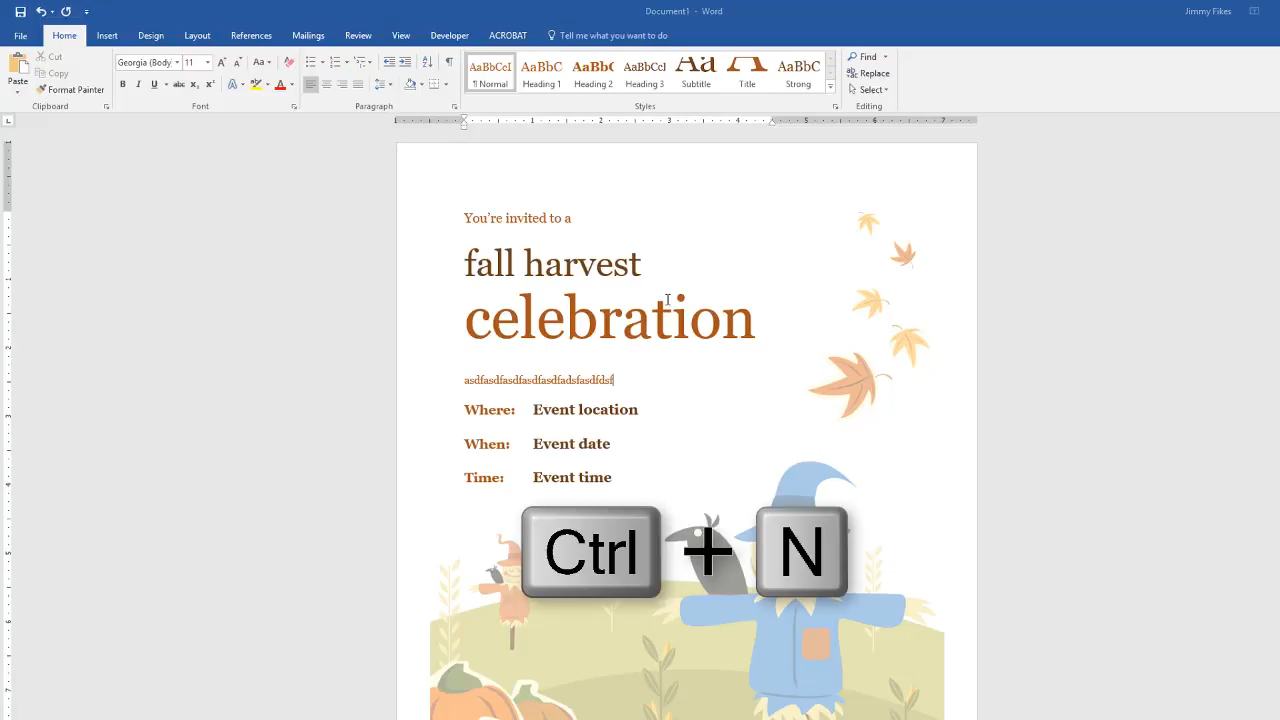 Document1 - Word
Jimmy Fikes
File Home Insert Design Layout References Mailings Review View Developer ACROBAT Tell me what you want to do
Paste
Cut
Copy
Format Painter
Clipboard
Georgia (Body) 11
Font
Paragraph
AaBbCcI AaBbC AaBb( AaBbCcI Aa A AaBbC
¶ Normal Heading 1 Heading 2 Heading 3 Subtitle Title Strong
Styles
Find
Replace
Select
Editing
You're invited to a
fall harvest
celebration
asdfasdfasdfasdfasdfadsfasdfdsf
Where: Event location
When: Event date
Time: Event time
Ctrl + N